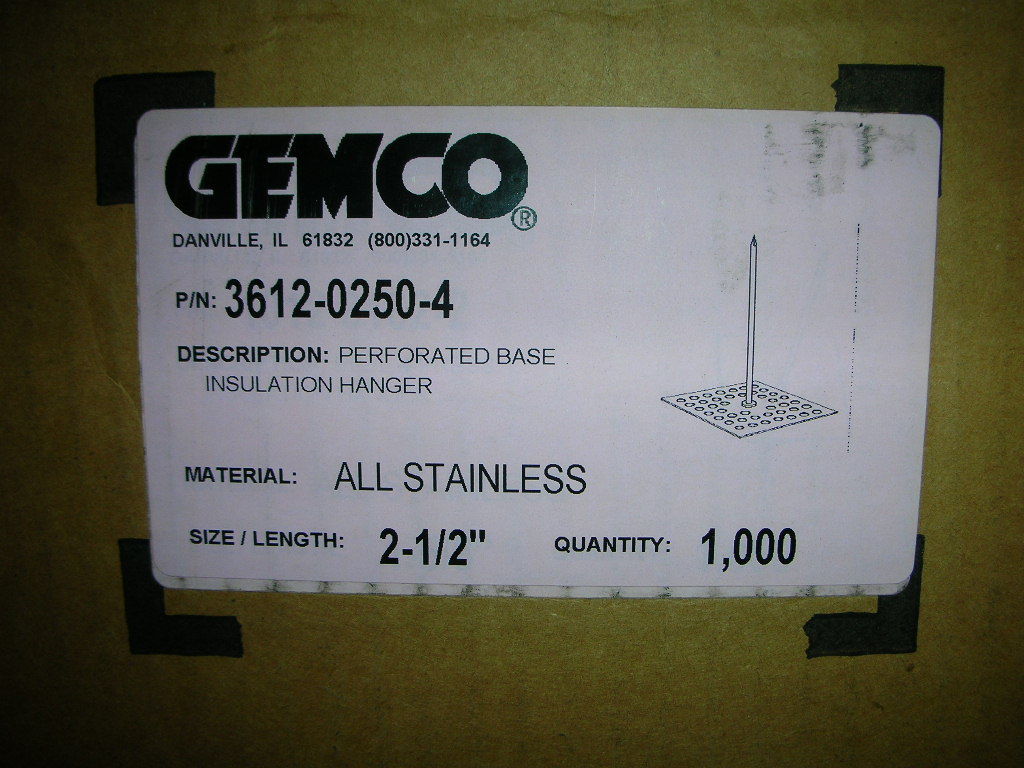 GEMCO®
DANVILLE, IL 61832 (800)331-1164
P/N: 3612-0250-4
DESCRIPTION: PERFORATED BASE
INSULATION HANGER
MATERIAL: ALL STAINLESS
SIZE / LENGTH: 2-1/2" QUANTITY: 1,000